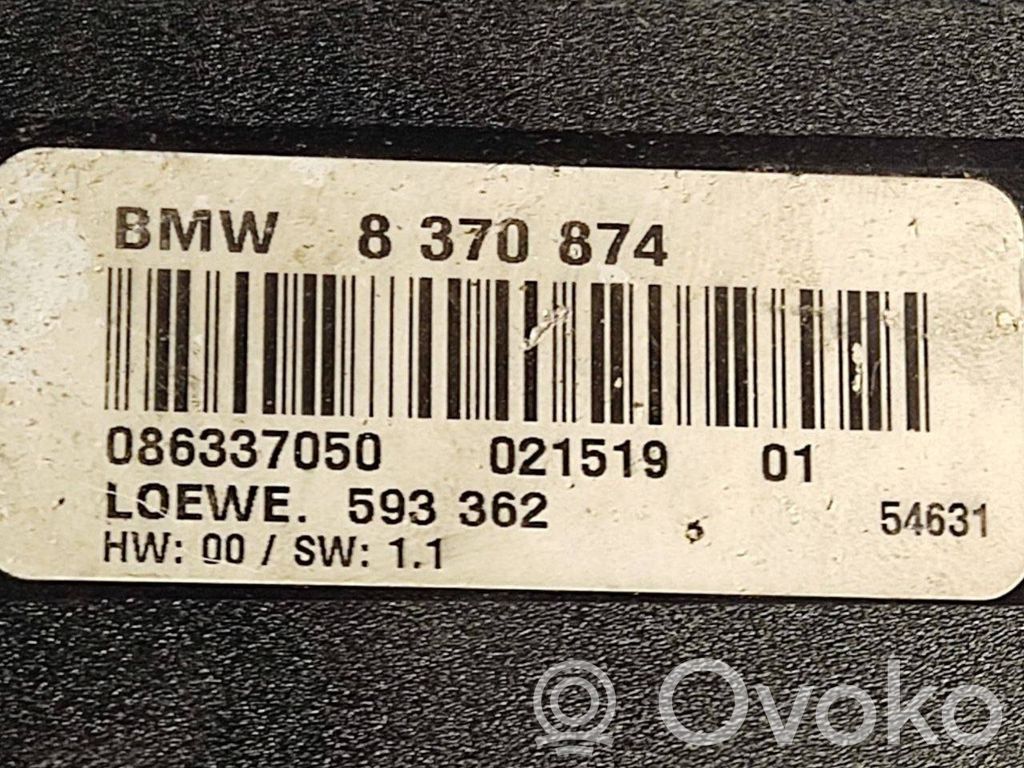 BMW 8 370 874
086337050 021519 01
LOEWE. 593 362 54631
HW: 00 / SW: 1.1
Ovoko